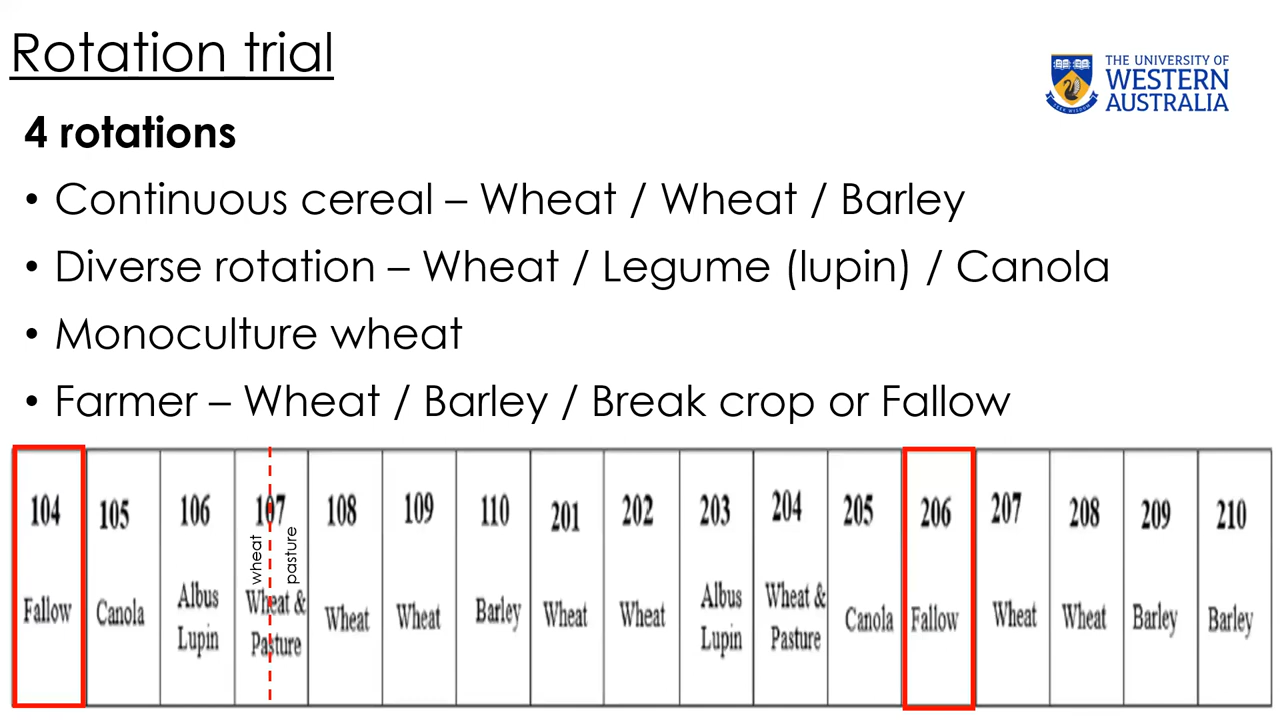 Rotation trial
THE UNIVERSITY OF
WESTERN
AUSTRALIA
4 rotations
• Continuous cereal – Wheat / Wheat / Barley
• Diverse rotation – Wheat / Legume (lupin) / Canola
• Monoculture wheat
• Farmer – Wheat / Barley / Break crop or Fallow
104 105 106 107 108 109 110 201 202 203 204 205 206 207 208 209 210
wheat pasture
Fallow Canola Albus Lupin Wheat & Pasture Wheat Wheat Barley Wheat Wheat Albus Lupin Wheat & Pasture Canola Fallow Wheat Wheat Barley Barley